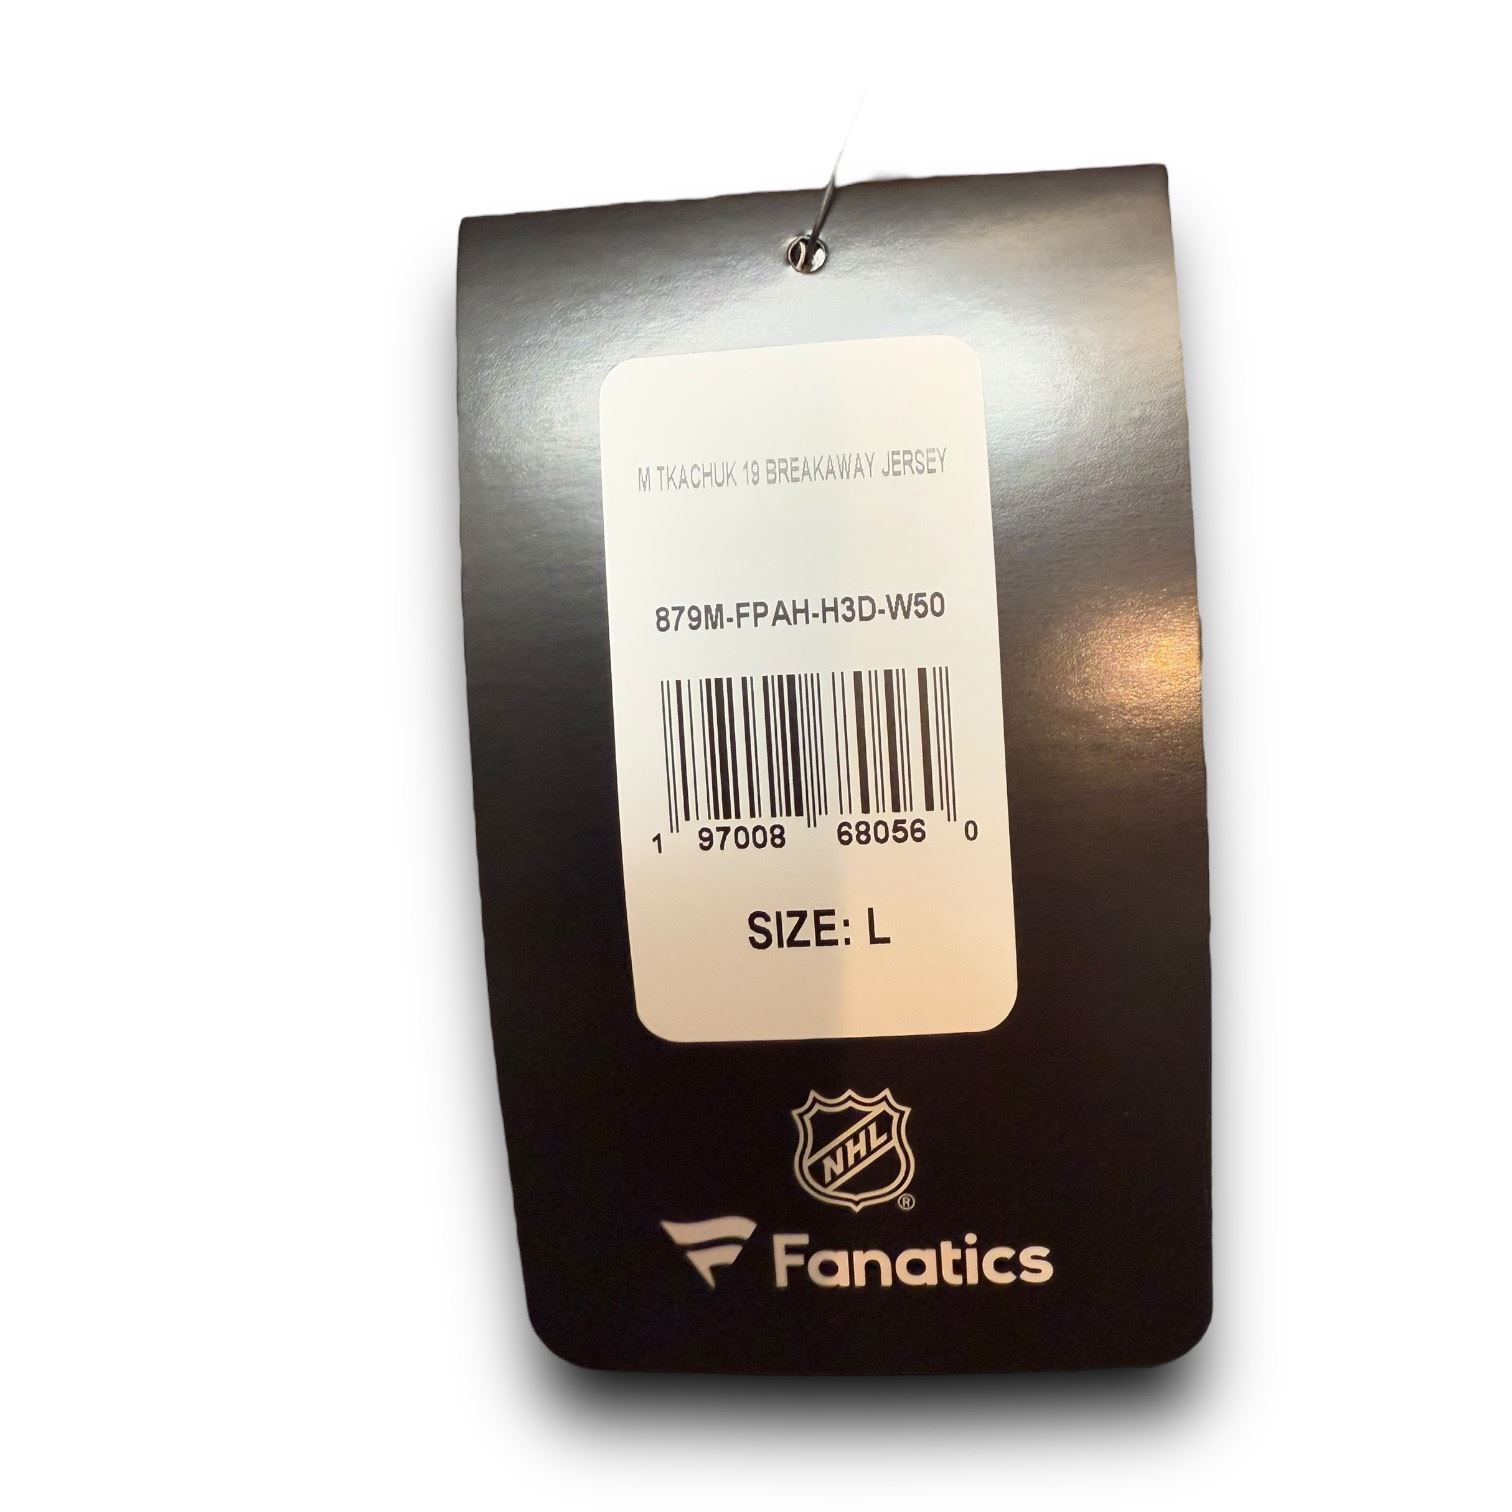 M TKACHUK 19 BREAKAWAY JERSEY
879M-FPAH-H3D-W50
1 97008 68056 0
SIZE: L
NHL ®
Fanatics